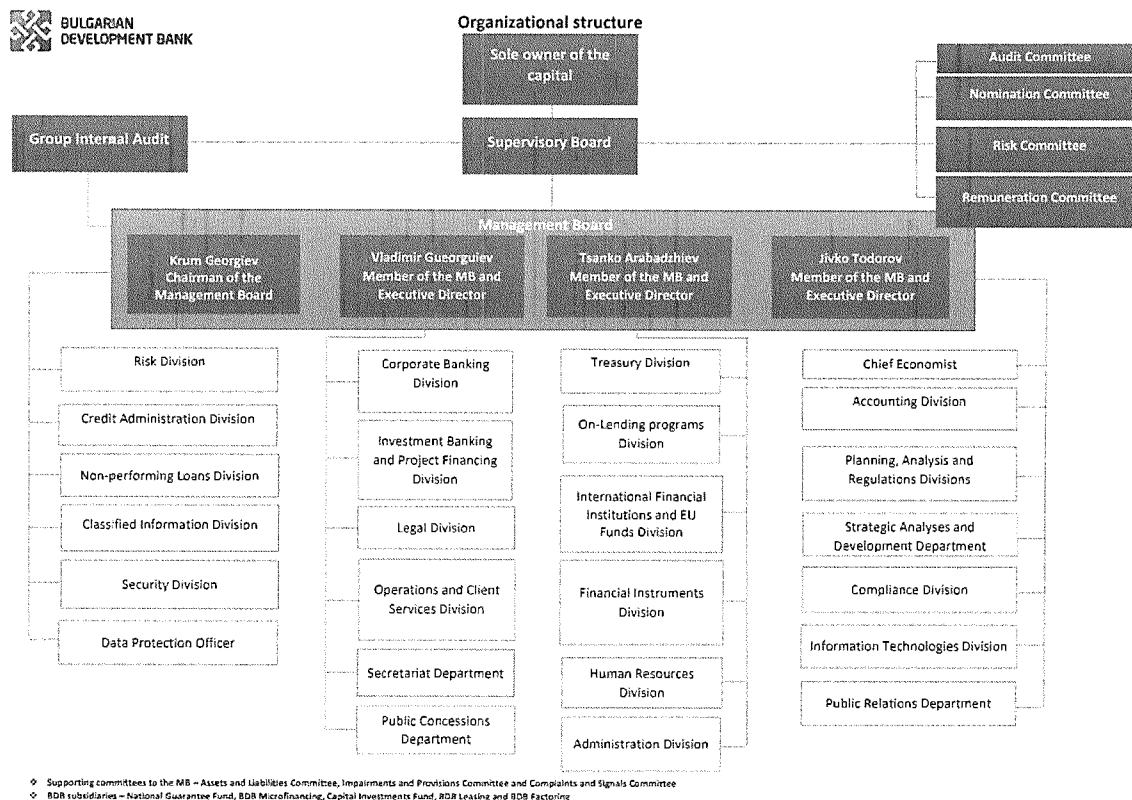 BULGARIAN
DEVELOPMENT BANK
Organizational structure
Sole owner of the
capital
Audit Committee
Nomination Committee
Group Internal Audit
Supervisory Board
Risk Committee
Remuneration Committee
Management Board
Krum Georgiev
Chairman of the
Management Board
Vladimir Gueorguiev
Member of the MB and
Executive Director
Tsanko Arabadzhiev
Member of the MB and
Executive Director
Jivko Todorov
Member of the MB and
Executive Director
Risk Division
Credit Administration Division
Non-performing Loans Division
Classified Information Division
Security Division
Data Protection Officer
Corporate Banking
Division
Investment Banking
and Project Financing
Division
Legal Division
Operations and Client
Services Division
Secretariat Department
Public Concessions
Department
Treasury Division
On-Lending programs
Division
International Financial
Institutions and EU
Funds Division
Financial Instruments
Division
Human Resources
Division
Administration Division
Chief Economist
Accounting Division
Planning, Analysis and
Regulations Divisions
Strategic Analyses and
Development Department
Compliance Division
Information Technologies Division
Public Relations Department
❖ Supporting committees to the MB – Assets and Liabilities Committee, Impairments and Provisions Committee and Complaints and Signals Committee
❖ BDB subsidiaries – National Guarantee Fund, BDB Microfinancing, Capital Investments Fund, BDB Leasing and BDB Factoring